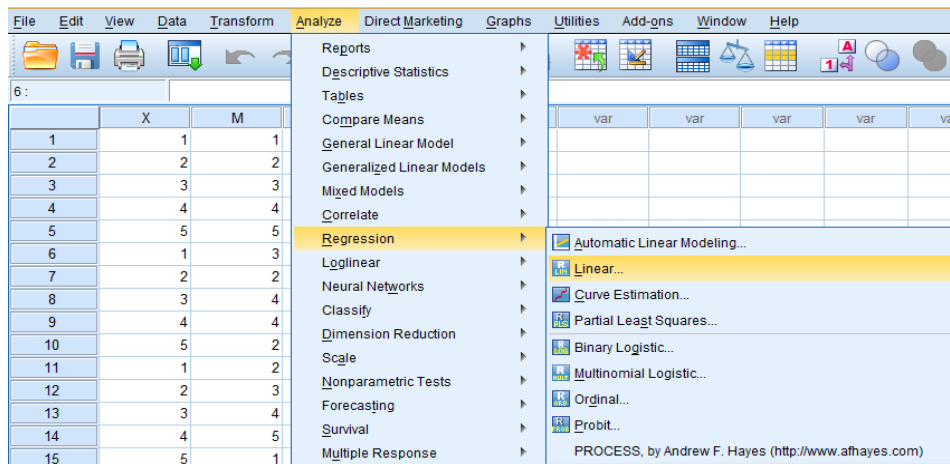 File Edit View Data Transform Analyze Direct Marketing Graphs Utilities Add-ons Window Help
6 :
X M var var var var
1 1 1
2 2 2
3 3 3
4 4 4
5 5 5
6 1 3
7 2 2
8 3 4
9 4 4
10 5 2
11 1 2
12 2 3
13 3 4
14 4 5
15 5 1
Reports
Descriptive Statistics
Tables
Compare Means
General Linear Model
Generalized Linear Models
Mixed Models
Correlate
Regression
Loglinear
Neural Networks
Classify
Dimension Reduction
Scale
Nonparametric Tests
Forecasting
Survival
Multiple Response
Automatic Linear Modeling...
Linear...
Curve Estimation...
Partial Least Squares...
Binary Logistic...
Multinomial Logistic...
Ordinal...
Probit...
PROCESS, by Andrew F. Hayes (http://www.afhayes.com)